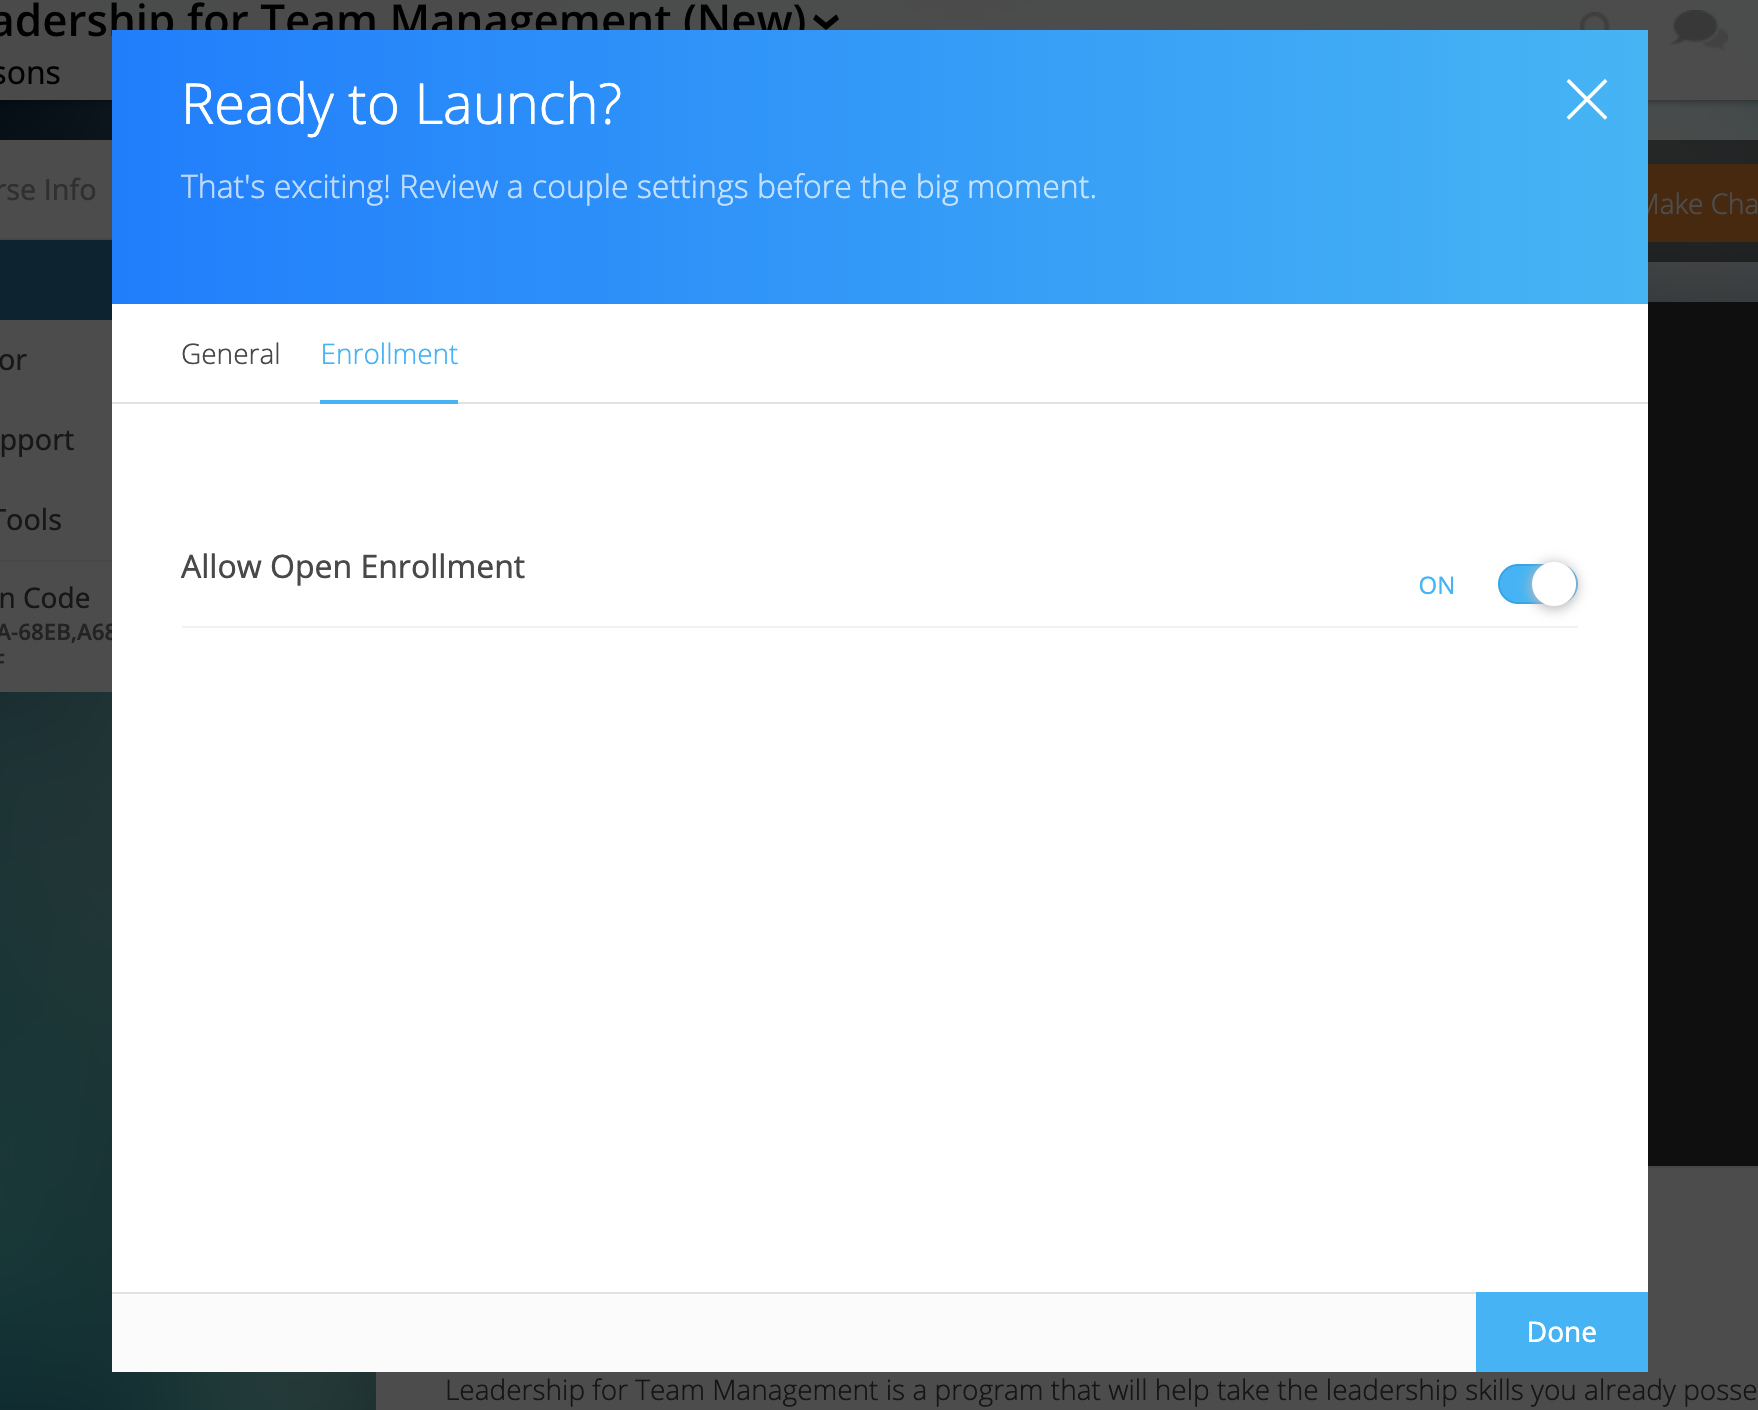 adership for Team Management (New)
sons
Ready to Launch?
That's exciting! Review a couple settings before the big moment.
rse Info
Make Cha
General Enrollment
or
pport
Tools
Allow Open Enrollment
ON
n Code
A-68EB,A68
Done
Leadership for Team Management is a program that will help take the leadership skills you already posse